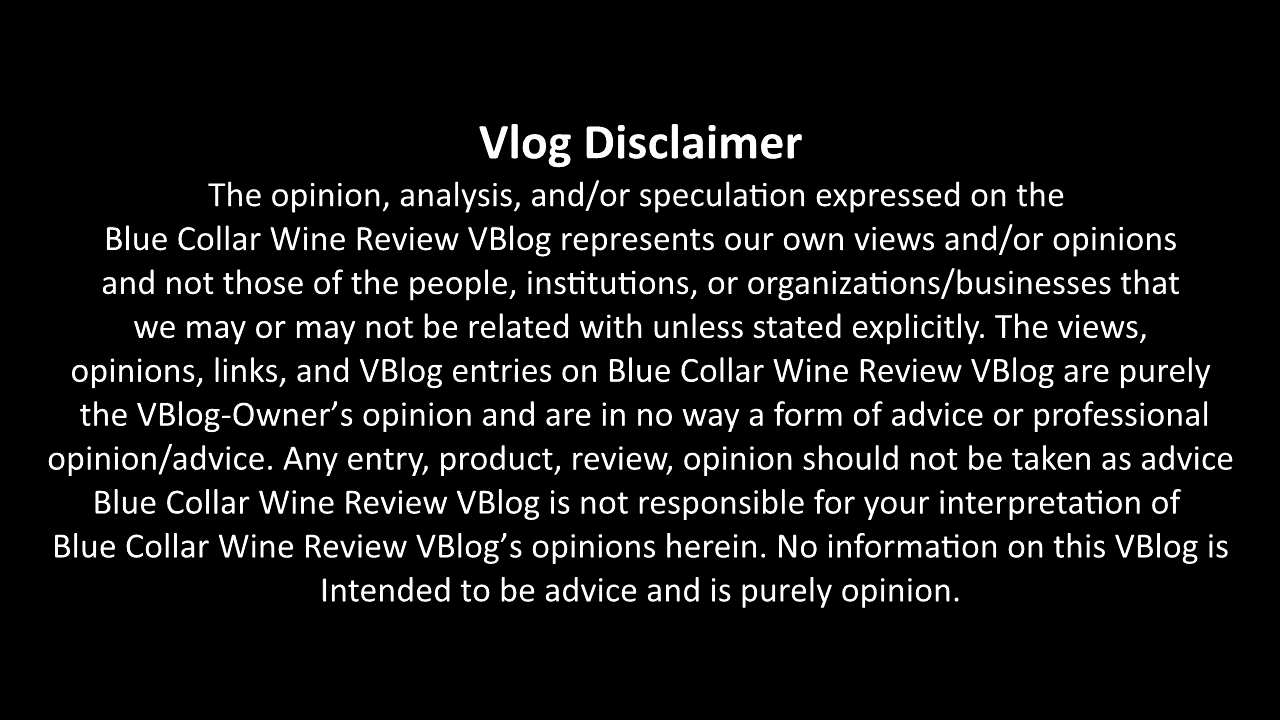 Vlog Disclaimer
The opinion, analysis, and/or speculation expressed on the
Blue Collar Wine Review VBlog represents our own views and/or opinions
and not those of the people, institutions, or organizations/businesses that
we may or may not be related with unless stated explicitly. The views,
opinions, links, and VBlog entries on Blue Collar Wine Review VBlog are purely
the VBlog-Owner’s opinion and are in no way a form of advice or professional
opinion/advice. Any entry, product, review, opinion should not be taken as advice
Blue Collar Wine Review VBlog is not responsible for your interpretation of
Blue Collar Wine Review VBlog’s opinions herein. No information on this VBlog is
Intended to be advice and is purely opinion.